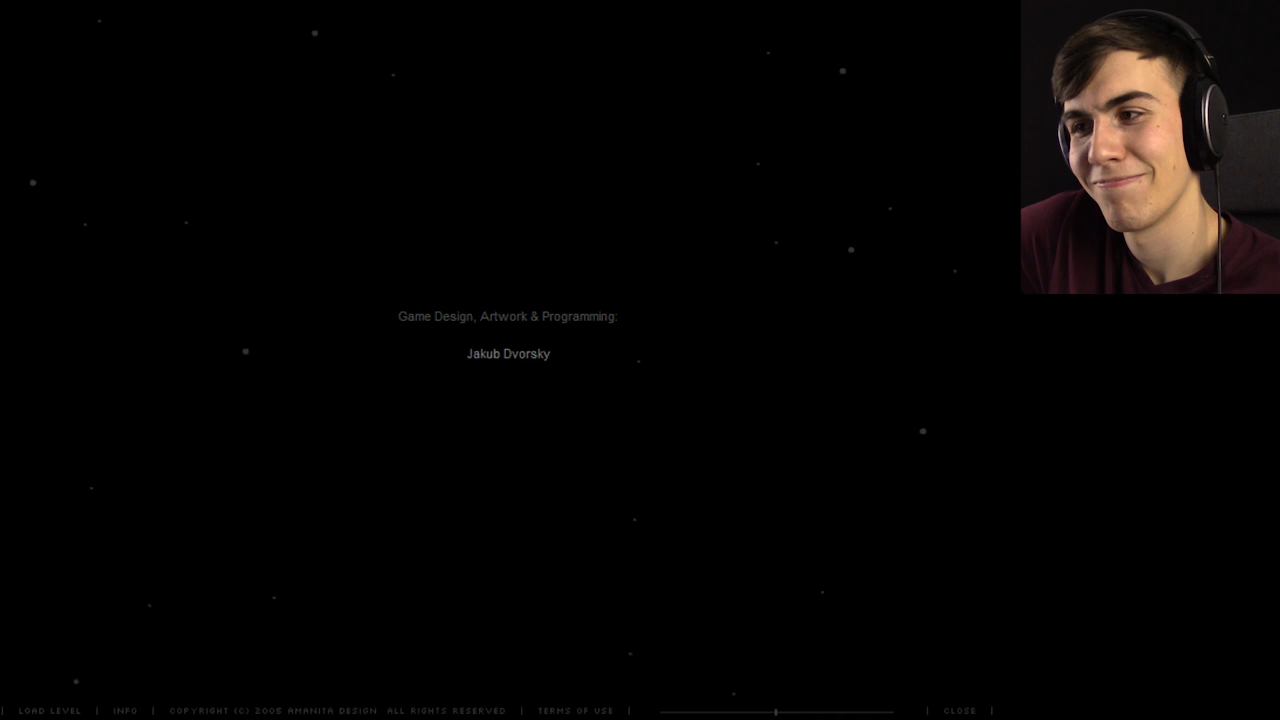 Game Design, Artwork & Programming:
Jakub Dvorsky
| LOAD LEVEL | INFO | COPYRIGHT (C) 2005 AMANITA DESIGN ALL RIGHTS RESERVED | TERMS OF USE | | CLOSE |